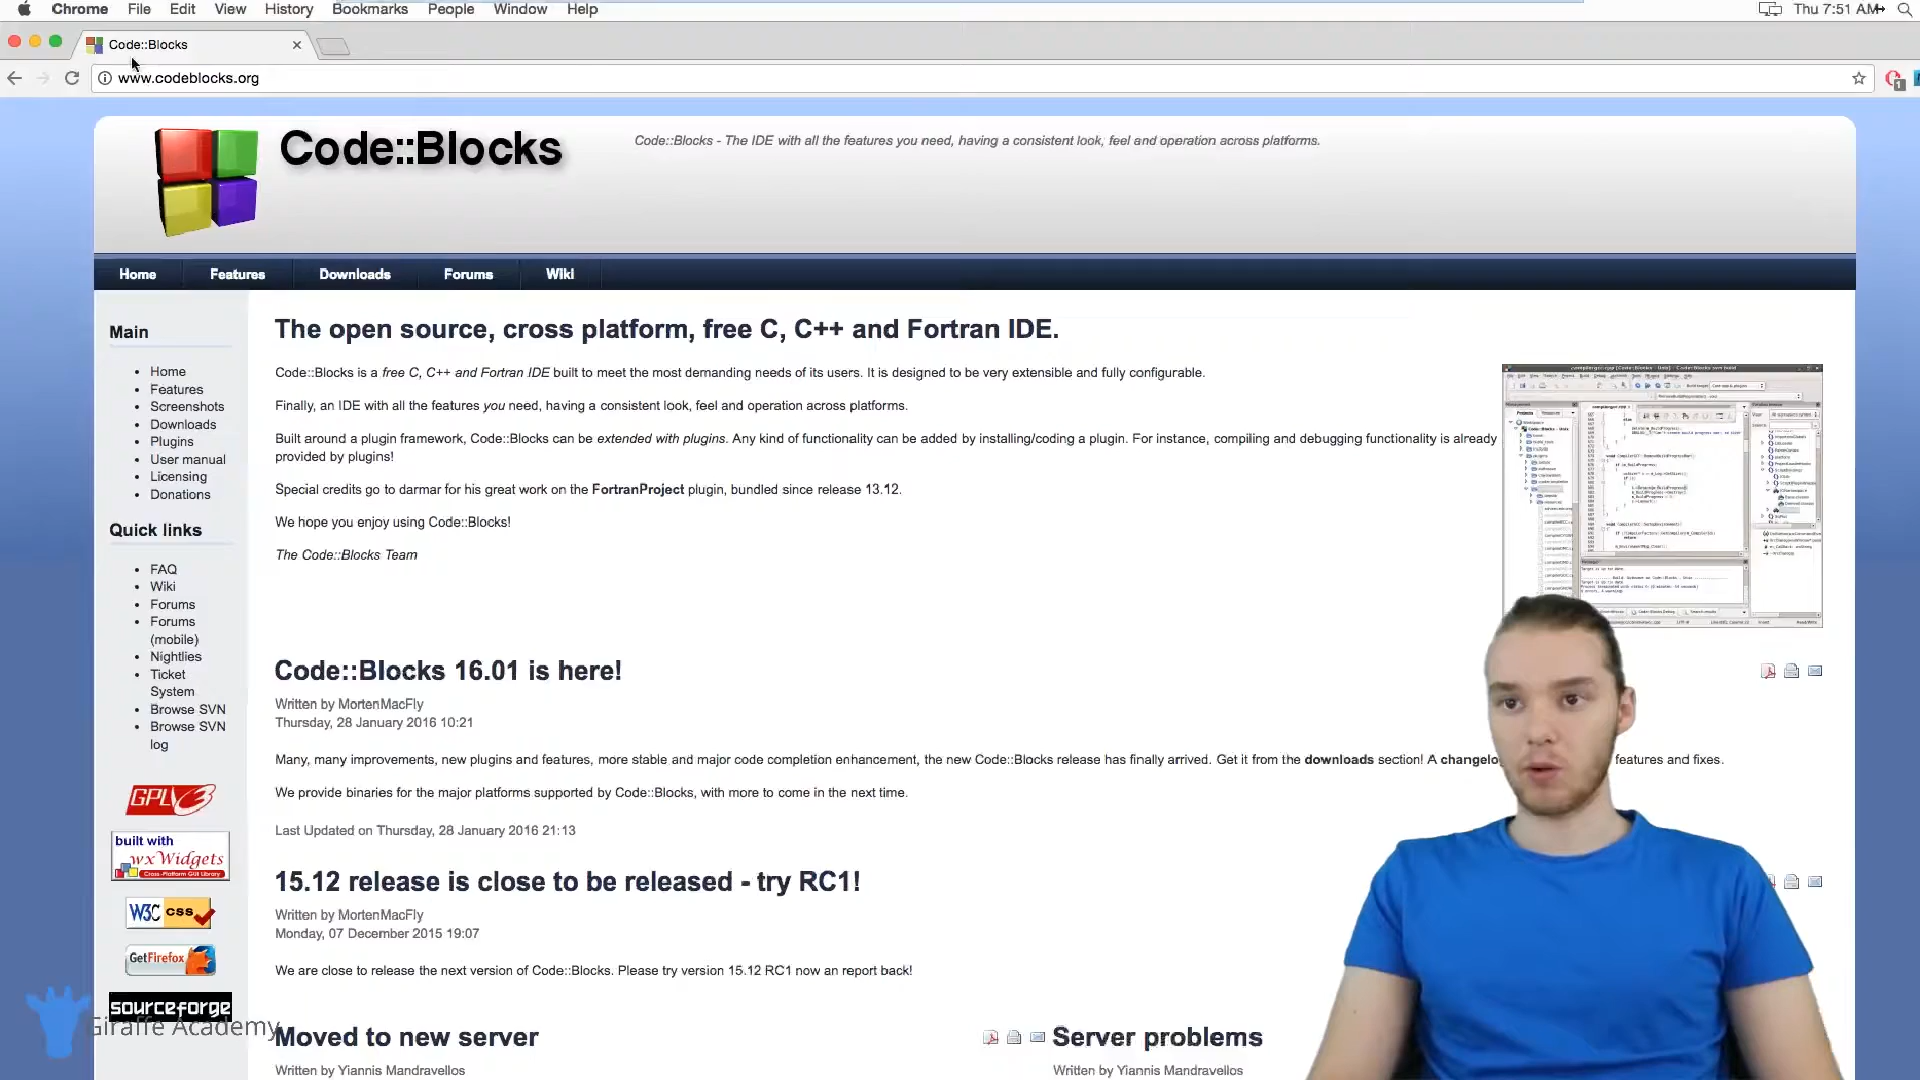 Chrome File Edit View History Bookmarks People Window Help
Thu 7:51 AM
Code::Blocks
www.codeblocks.org
Code::Blocks
Code::Blocks - The IDE with all the features you need, having a consistent look, feel and operation across platforms.
Home Features Downloads Forums Wiki
Main
Home
Features
Screenshots
Downloads
Plugins
User manual
Licensing
Donations
Quick links
FAQ
Wiki
Forums
Forums
(mobile)
Nightlies
Ticket
System
Browse SVN
Browse SVN
log
GPL 3
built with
wxWidgets
Cross-Platform GUI Library
W3C css
GetFirefox
sourceforge
Giraffe Academy
The open source, cross platform, free C, C++ and Fortran IDE.
Code::Blocks is a free C, C++ and Fortran IDE built to meet the most demanding needs of its users. It is designed to be very extensible and fully configurable.
Finally, an IDE with all the features you need, having a consistent look, feel and operation across platforms.
Built around a plugin framework, Code::Blocks can be extended with plugins. Any kind of functionality can be added by installing/coding a plugin. For instance, compiling and debugging functionality is already
provided by plugins!
Special credits go to darmar for his great work on the FortranProject plugin, bundled since release 13.12.
We hope you enjoy using Code::Blocks!
The Code::Blocks Team
Code::Blocks 16.01 is here!
Written by MortenMacFly
Thursday, 28 January 2016 10:21
Many, many improvements, new plugins and features, more stable and major code completion enhancement, the new Code::Blocks release has finally arrived. Get it from the downloads section! A changelo features and fixes.
We provide binaries for the major platforms supported by Code::Blocks, with more to come in the next time.
Last Updated on Thursday, 28 January 2016 21:13
15.12 release is close to be released - try RC1!
Written by MortenMacFly
Monday, 07 December 2015 19:07
We are close to release the next version of Code::Blocks. Please try version 15.12 RC1 now an report back!
Moved to new server
Written by Yiannis Mandravellos
Server problems
Written by Yiannis Mandravellos